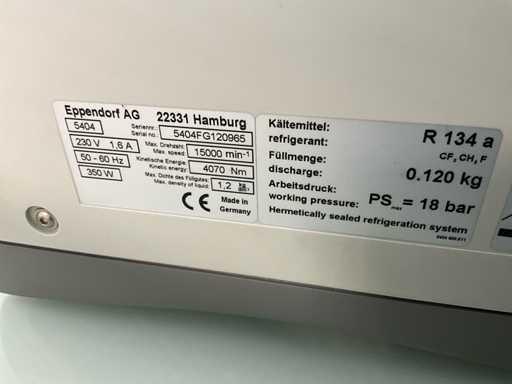 Eppendorf AG 22331 Hamburg
5404
Seriennr.:
Serial no.:
5404FG120965
230 V 1,6 A
Max. Drehzahl:
Max. speed:
15000 min⁻¹
50 - 60 Hz
Kinetische Energie:
Kinetic energy:
4070 Nm
350 W
Max. Dichte des Füllgutes:
Max. density of liquid:
1,2
CE
Made in
Germany
Kältemittel:
refrigerant:
R 134 a
CF₃CH₂F
Füllmenge:
discharge:
0.120 kg
Arbeitsdruck:
working pressure:
PSmax = 18 bar
Hermetically sealed refrigeration system